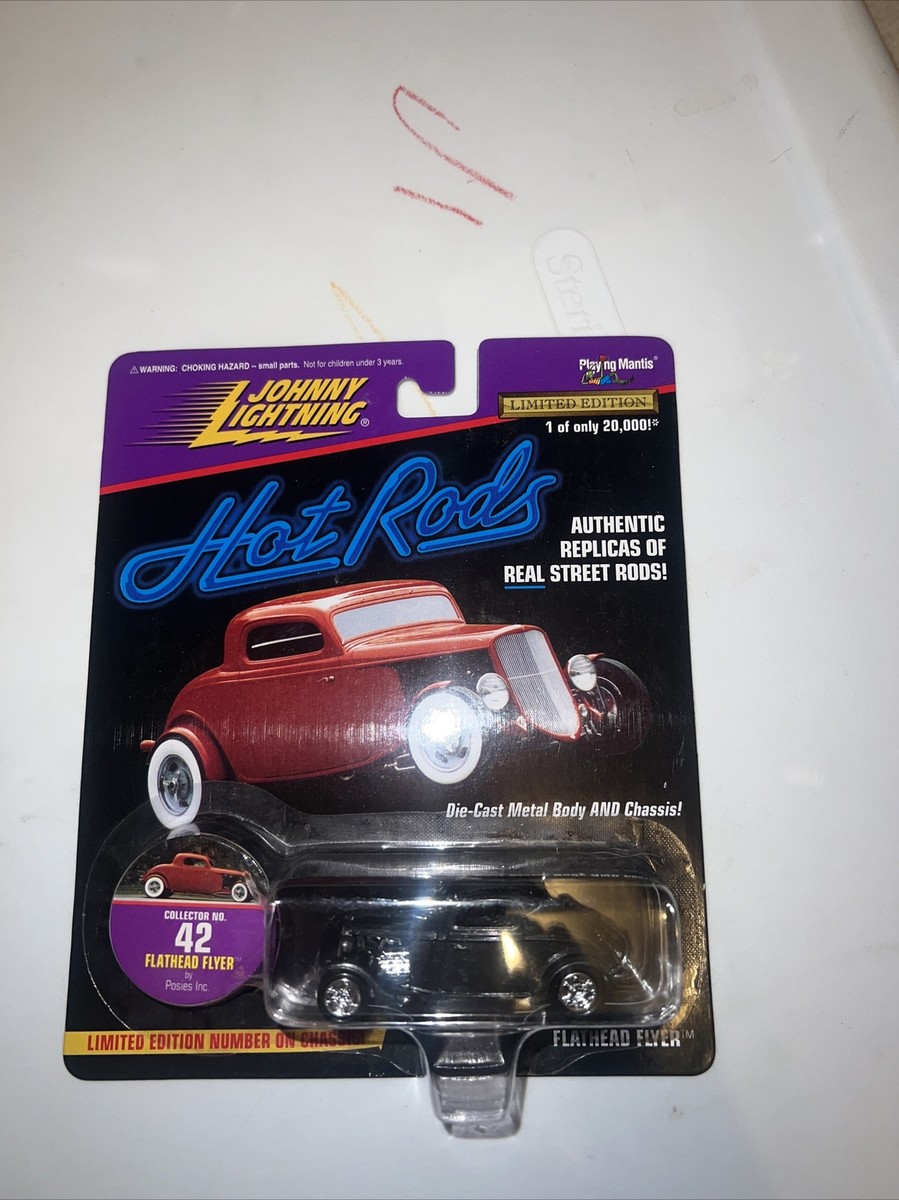 Steri
⚠ WARNING: CHOKING HAZARD – small parts. Not for children under 3 years.
JOHNNY
LIGHTNING®
Playing Mantis®
LIMITED EDITION
1 of only 20,000!*
Hot Rods
AUTHENTIC
REPLICAS OF
REAL STREET RODS!
Die-Cast Metal Body AND Chassis!
COLLECTOR NO.
42
FLATHEAD FLYER™
by
Posies Inc.
LIMITED EDITION NUMBER ON CHASSIS
FLATHEAD FLYER™